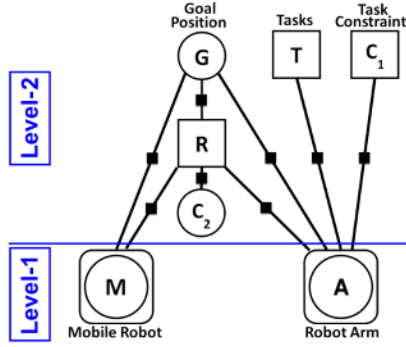 Goal
Position
Tasks
Task
Constraint
G
T
C1
Level-2
R
C2
Level-1
M
A
Mobile Robot
Robot Arm